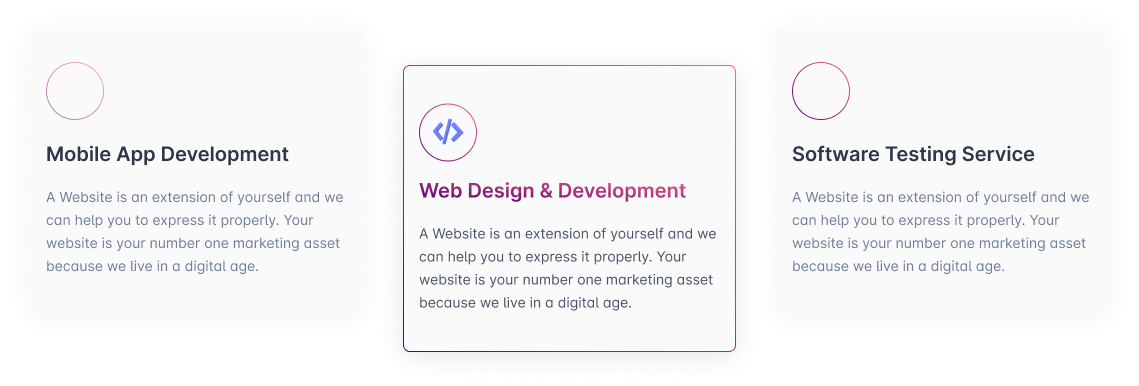 Mobile App Development
A Website is an extension of yourself and we
can help you to express it properly. Your
website is your number one marketing asset
because we live in a digital age.
Web Design & Development
A Website is an extension of yourself and we
can help you to express it properly. Your
website is your number one marketing asset
because we live in a digital age.
Software Testing Service
A Website is an extension of yourself and we
can help you to express it properly. Your
website is your number one marketing asset
because we live in a digital age.